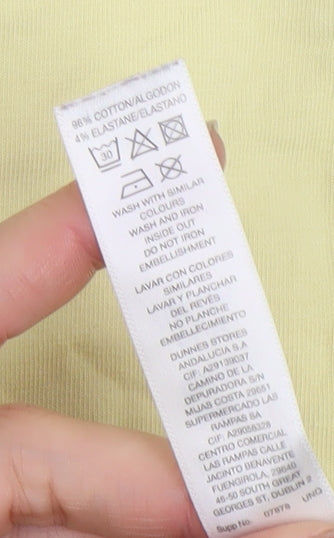 96% COTTON/ALGODON
4% ELASTANE/ELASTANO
30
WASH WITH SIMILAR
COLOURS
WASH AND IRON
INSIDE OUT
DO NOT IRON
EMBELLISHMENT
LAVAR CON COLORES
SIMILARES
LAVAR Y PLANCHAR
DEL REVES
NO PLANCHE
EMBELLECIMIENTO
DUNNES STORES
ANDALUCIA S.A
CIF: A29139037
CAMINO DE LA
DEPURADORA S/N
MIJAS COSTA 29651
SUPERMERCADO LAS
RAMPAS SA
CIF: A29058328
CENTRO COMERCIAL
LAS RAMPAS CALLE
JACINTO BENAVENTE
FUENGIROLA, 29640
46-50 SOUTH GREAT
GEORGES ST. DUBLIN 2
Supp No. 07878 UNO